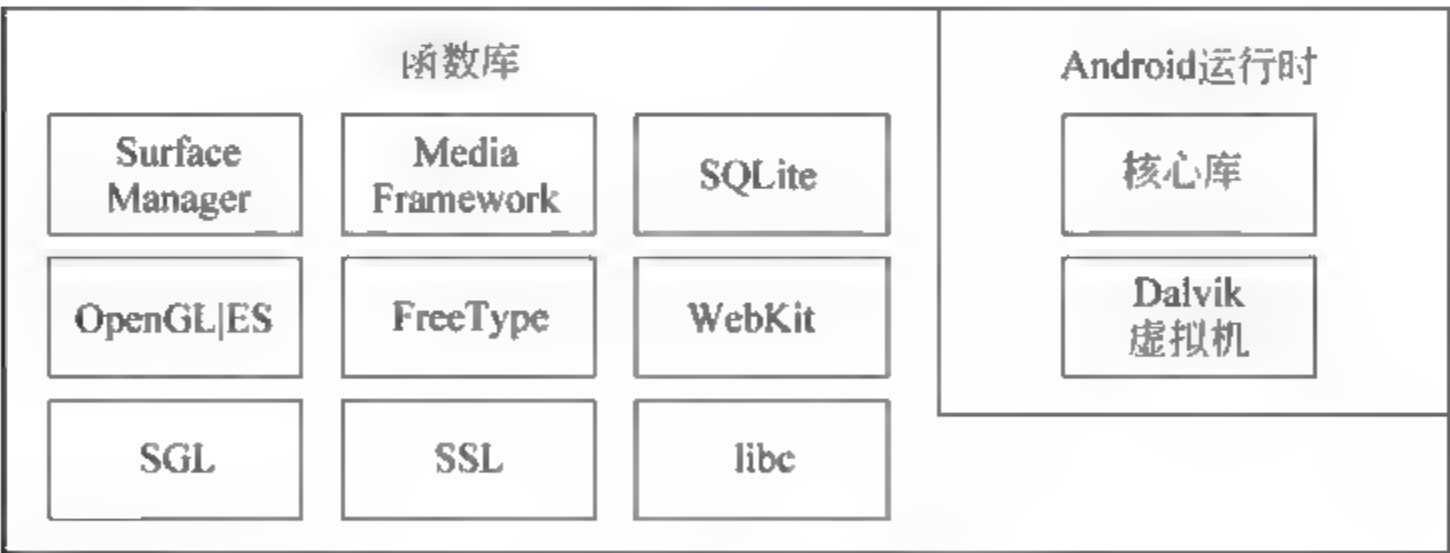 函数库
Surface
Manager
Media
Framework
SQLite
OpenGL|ES
FreeType
WebKit
SGL
SSL
libc
Android运行时
核心库
Dalvik
虚拟机